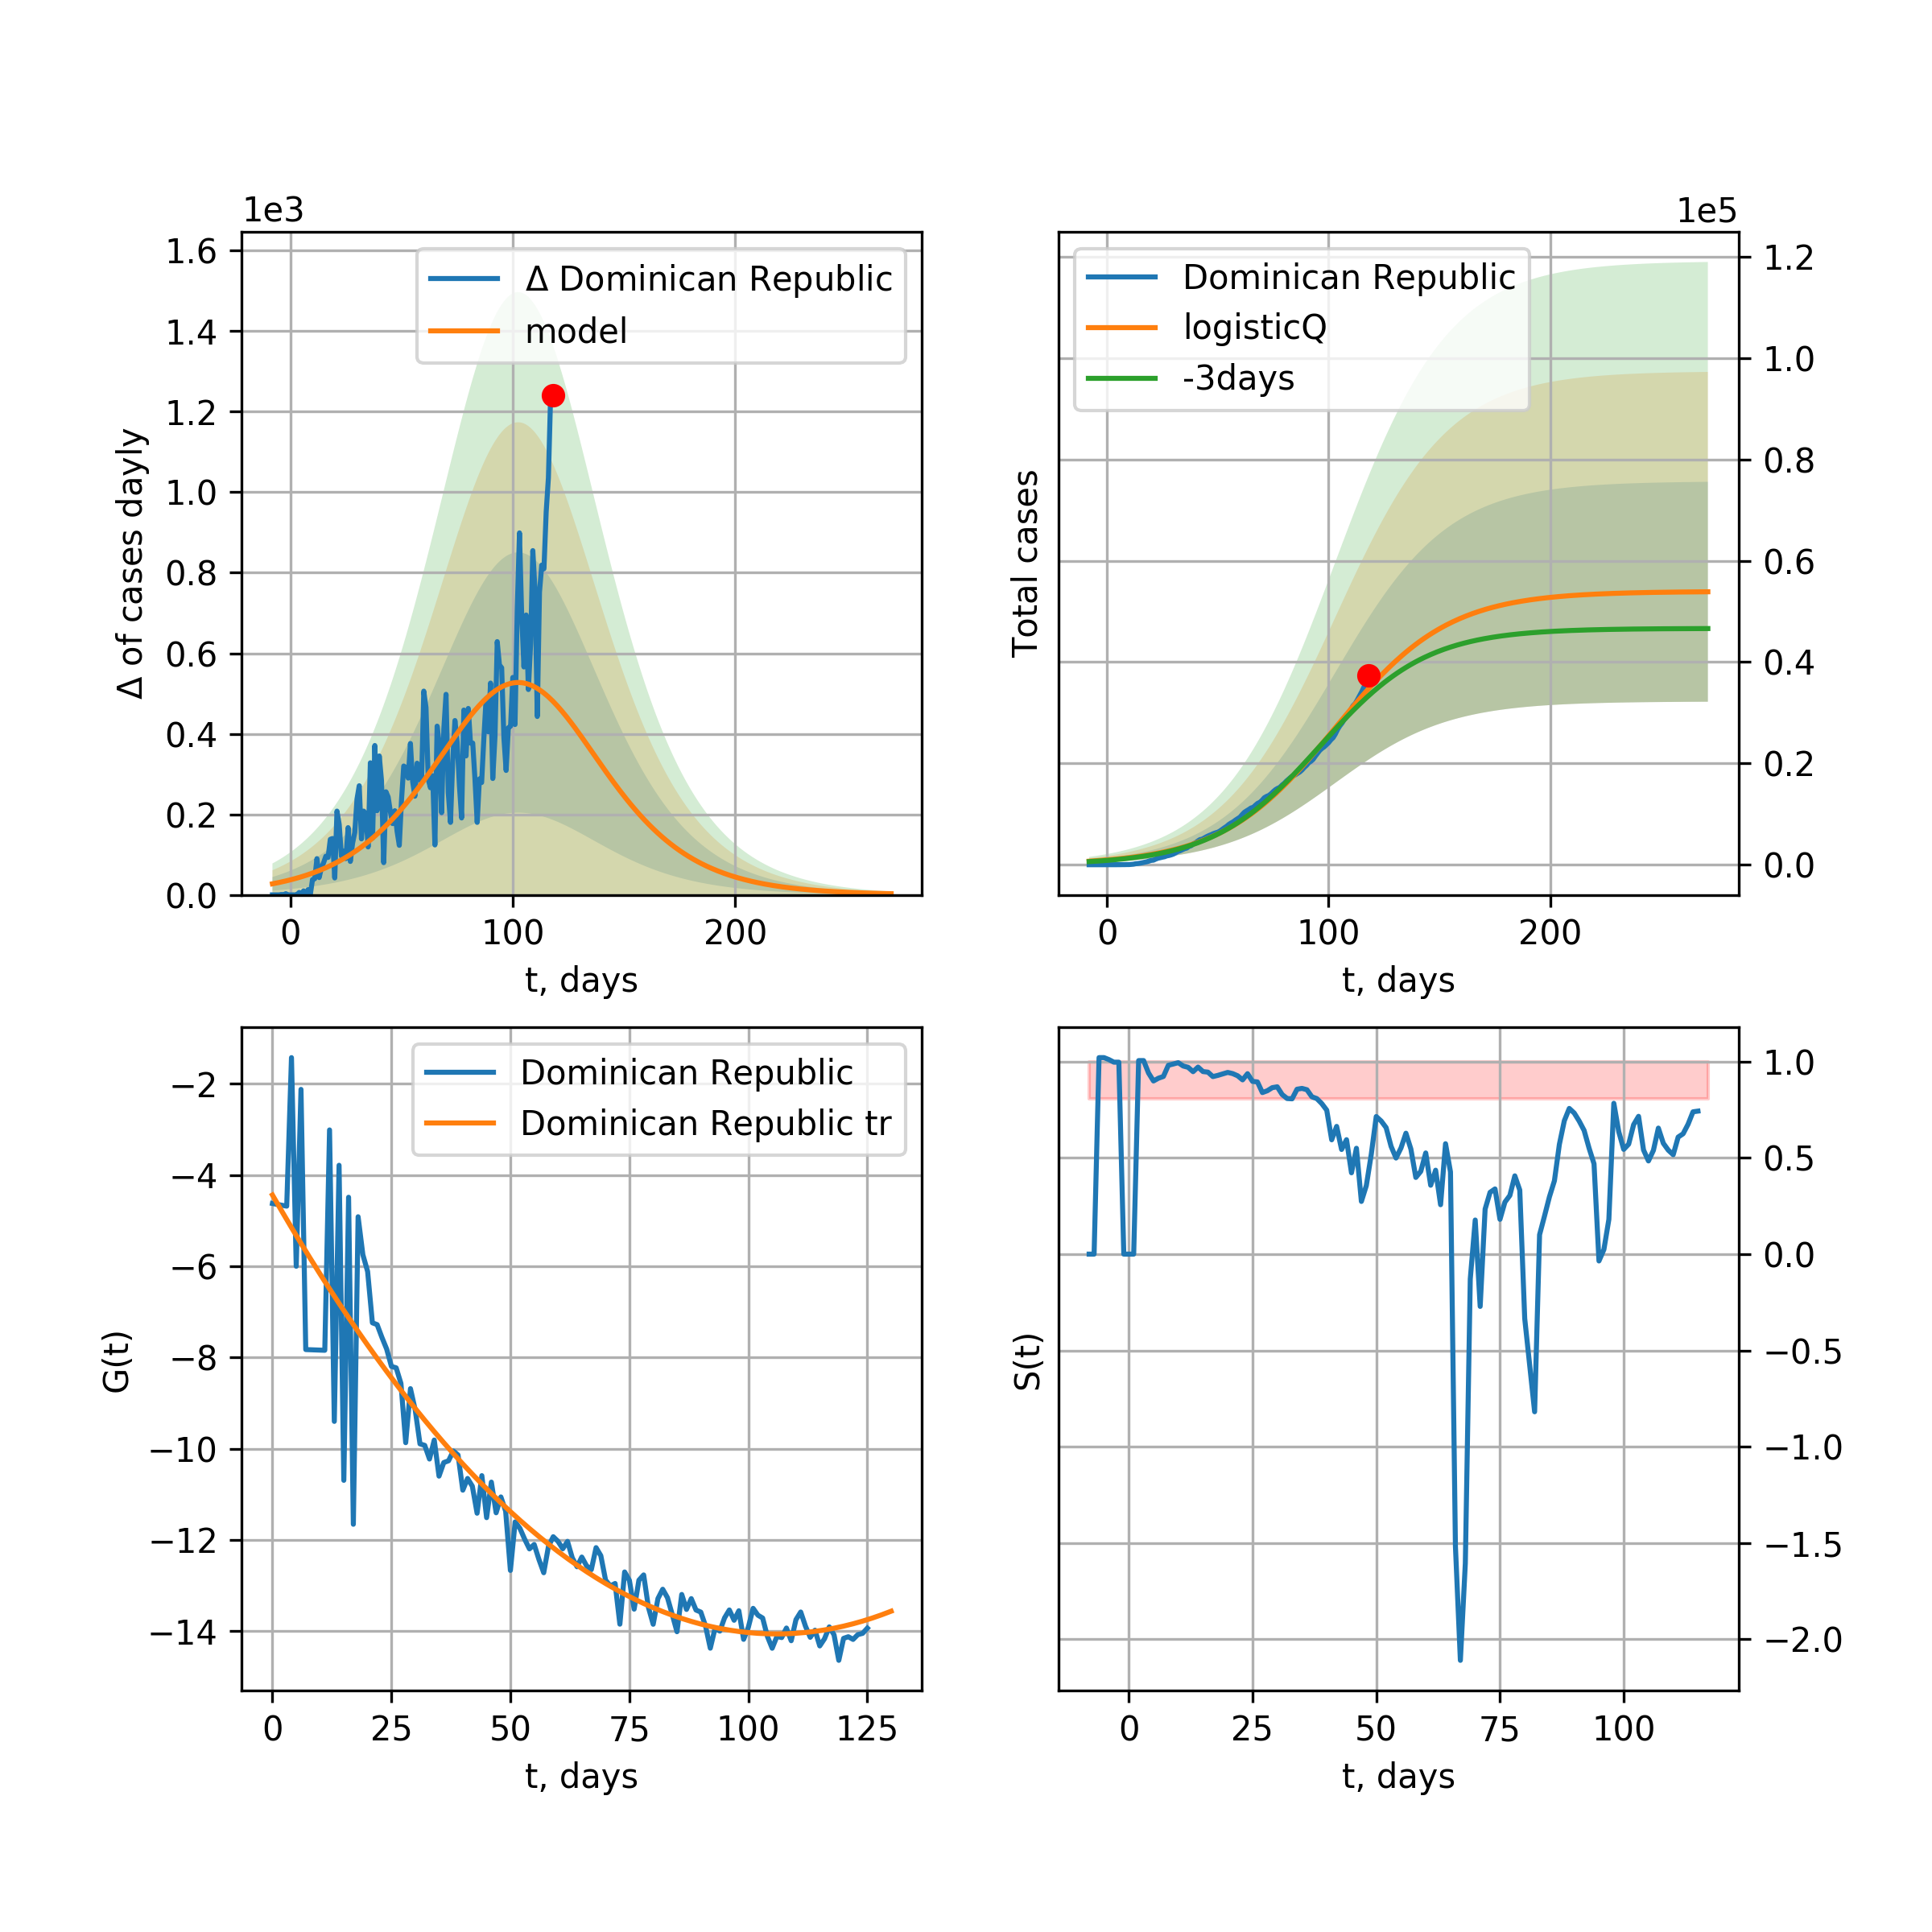 1e3
1.6
1.4
1.2
1.0
0.8
0.6
0.4
0.2
0.0
Δ of cases dayly
Δ Dominican Republic
model
0 100 200
t, days
1e5
1.2
1.0
0.8
0.6
0.4
0.2
0.0
Total cases
Dominican Republic
logisticQ
-3days
0 100 200
t, days
−2
−4
−6
−8
−10
−12
−14
G(t)
Dominican Republic
Dominican Republic tr
0 25 50 75 100 125
t, days
1.0
0.5
0.0
−0.5
−1.0
−1.5
−2.0
S(t)
0 25 50 75 100
t, days